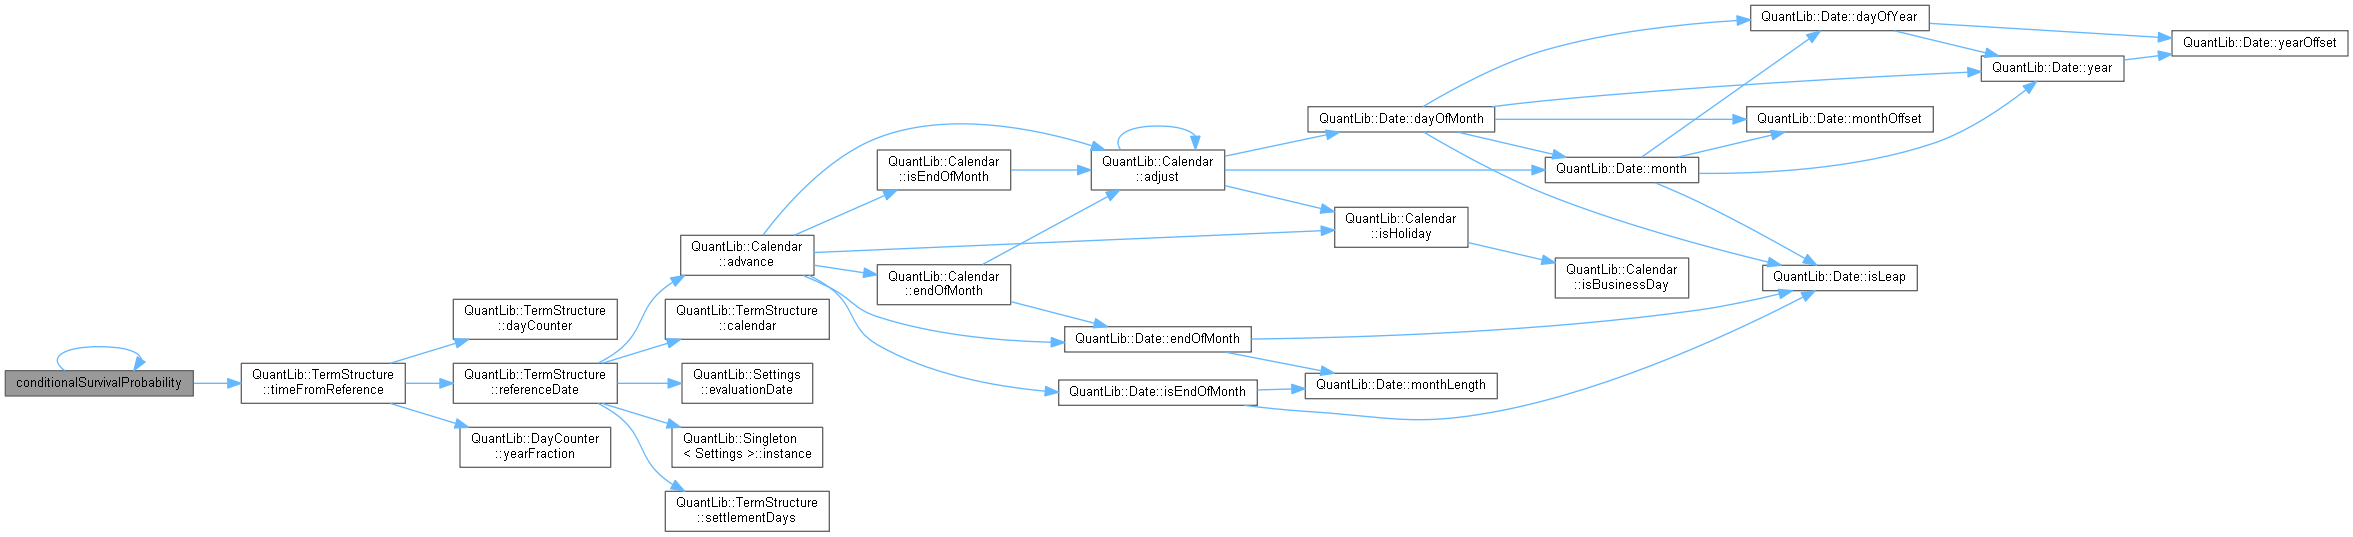 conditionalSurvivalProbability
QuantLib::TermStructure
::timeFromReference
QuantLib::TermStructure
::dayCounter
QuantLib::TermStructure
::referenceDate
QuantLib::DayCounter
::yearFraction
QuantLib::Calendar
::advance
QuantLib::TermStructure
::calendar
QuantLib::Settings
::evaluationDate
QuantLib::Singleton
< Settings >::instance
QuantLib::TermStructure
::settlementDays
QuantLib::Calendar
::isEndOfMonth
QuantLib::Calendar
::endOfMonth
QuantLib::Calendar
::adjust
QuantLib::Date::endOfMonth
QuantLib::Date::isEndOfMonth
QuantLib::Date::dayOfMonth
QuantLib::Calendar
::isHoliday
QuantLib::Date::monthLength
QuantLib::Date::month
QuantLib::Calendar
::isBusinessDay
QuantLib::Date::dayOfYear
QuantLib::Date::monthOffset
QuantLib::Date::isLeap
QuantLib::Date::year
QuantLib::Date::yearOffset